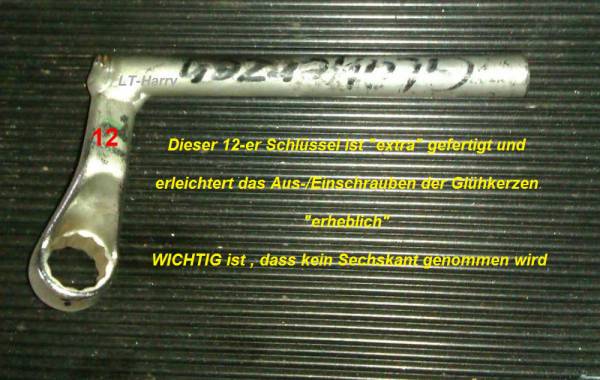 Glühkerzen
LT-Harry
12
Dieser 12-er Schlüssel ist "extra" gefertigt und
erleichtert das Aus-/Einschrauben der Glühkerzen
"erheblich"
WICHTIG ist , dass kein Sechskant genommen wird